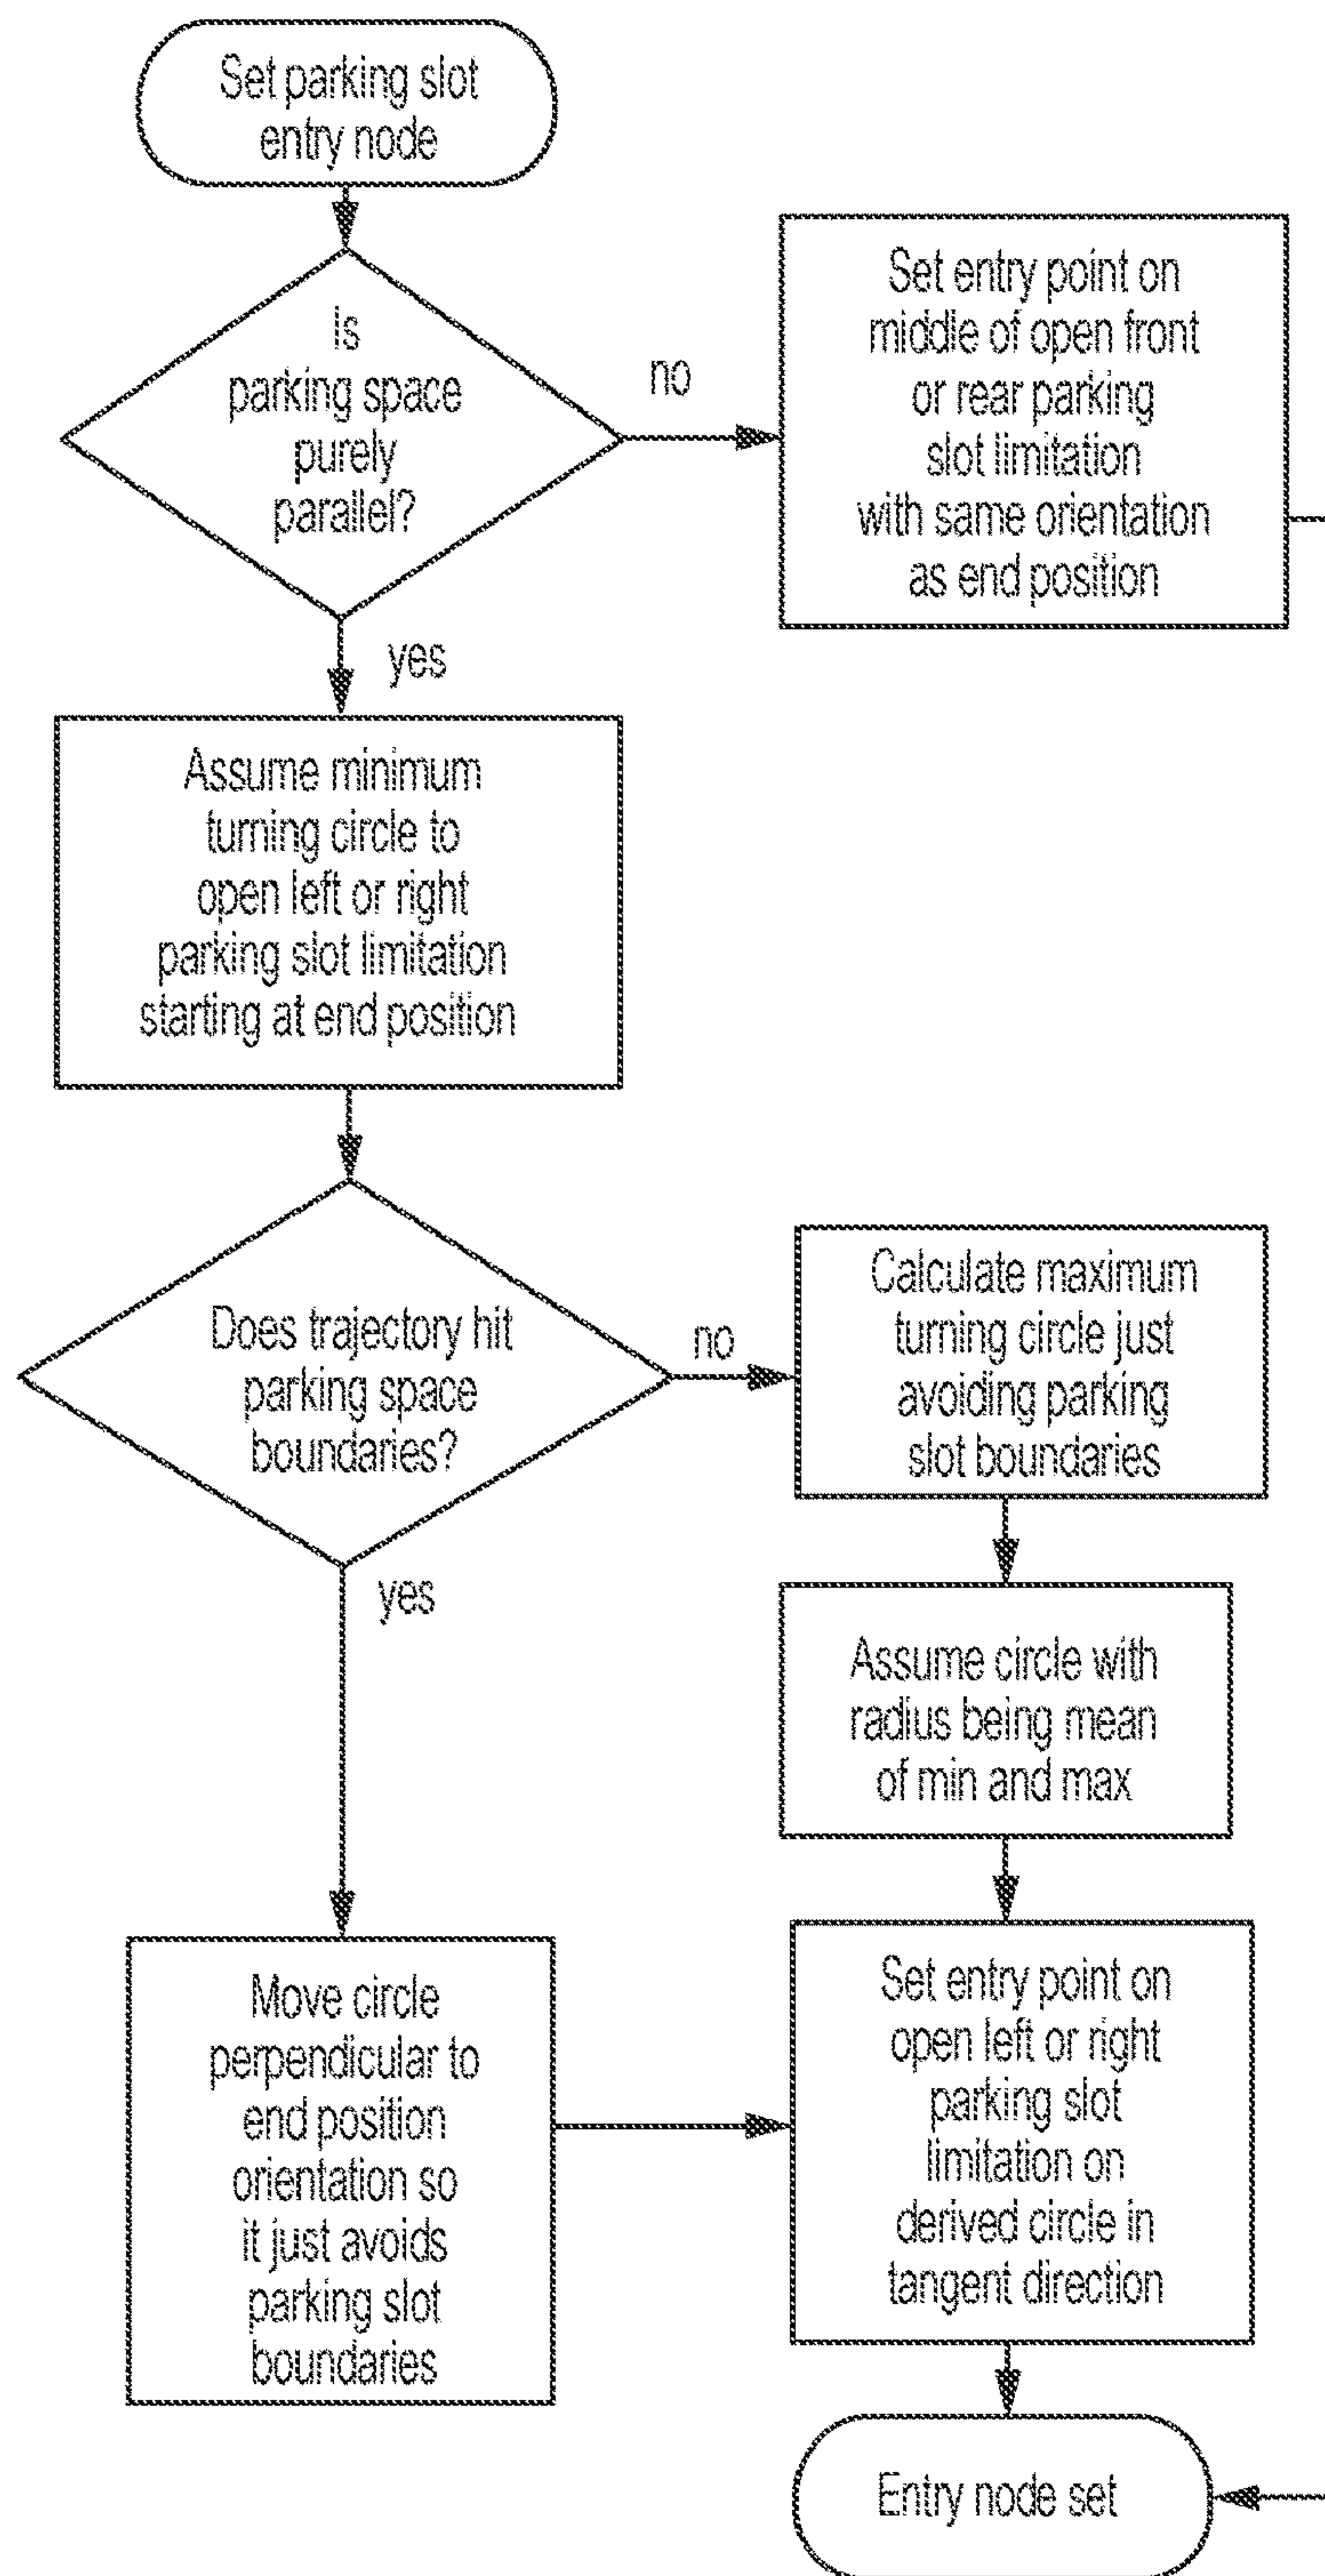 Set parking slot
entry node
Is
parking space
purely
parallel?
no
Set entry point on
middle of open front
or rear parking
slot limitation
with same orientation
as end position
yes
Assume minimum
turning circle to
open left or right
parking slot limitation
starting at end position
Does trajectory hit
parking space
boundaries?
no
Calculate maximum
turning circle just
avoiding parking
slot boundaries
yes
Assume circle with
radius being mean
of min and max
Move circle
perpendicular to
end position
orientation so
it just avoids
parking slot
boundaries
Set entry point on
open left or right
parking slot
limitation on
derived circle in
tangent direction
Entry node set